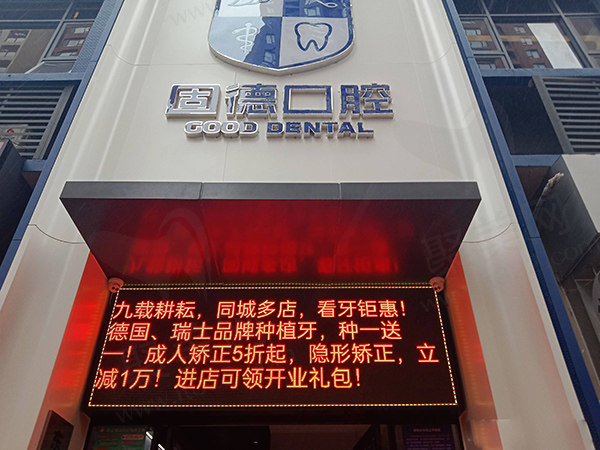 固德口腔
GOOD DENTAL
九载耕耘，同城多店，看牙钜惠！
德国、瑞士品牌种植牙，种一送
一！成人矫正5折起，隐形矫正，立
减1万！进店可领开业礼包！